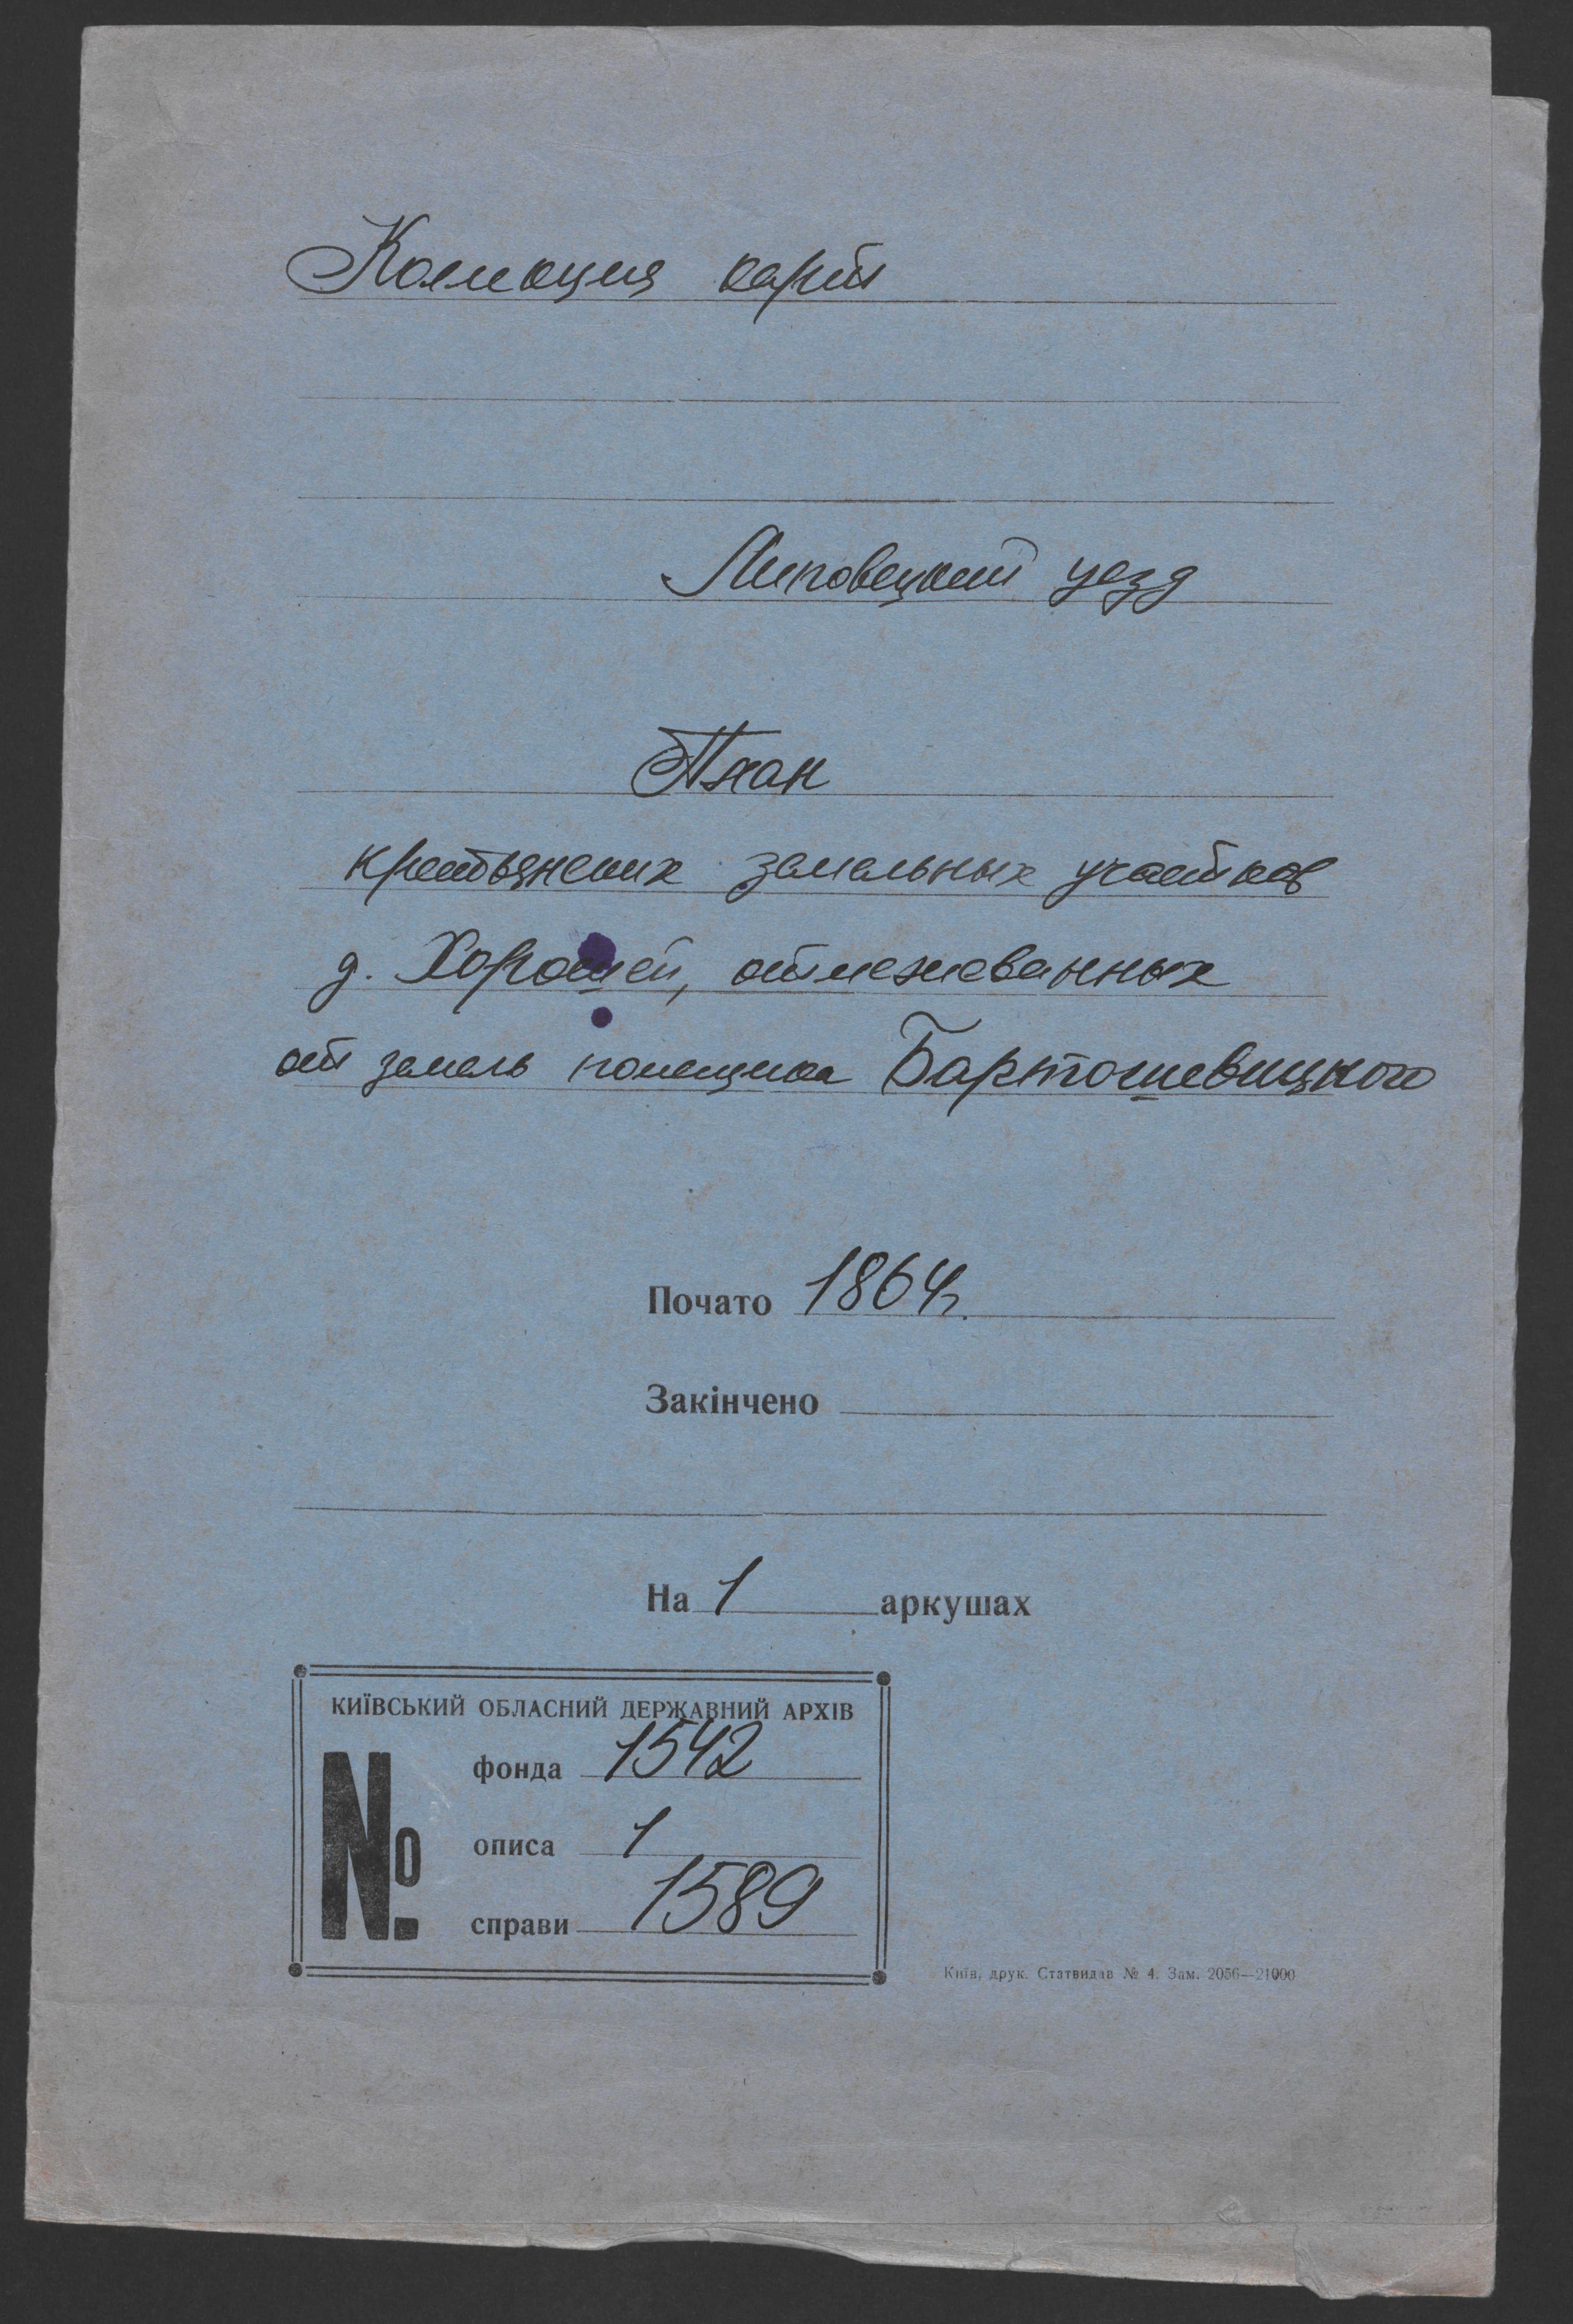 Коллекция карт
Липовецкий уезд
План
крестьянских земельных участков
д. Хорошей, отмежеванных
от земель помещика Бартошевицкого
Почато 1864г.
Закінчено
На 1 аркушах
КИЇВСЬКИЙ ОБЛАСНИЙ ДЕРЖАВНИЙ АРХІВ
№
фонда 1542
описа 1
справи 1589
Київ, друк. Статвидав № 4. Зам. 2056—21000